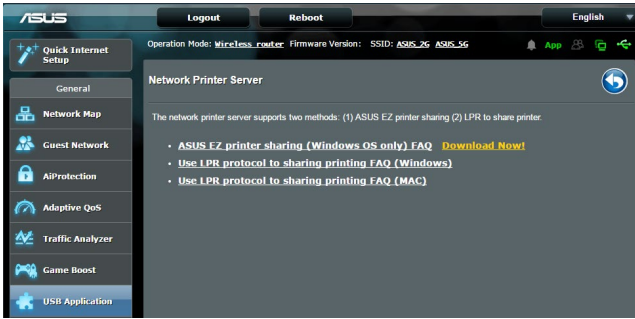 ASUS
Logout
Reboot
English
Quick Internet
Setup
Operation Mode: Wireless router Firmware Version: SSID: ASUS_2G ASUS_5G
App
General
Network Map
Guest Network
AiProtection
Adaptive QoS
Traffic Analyzer
Game Boost
USB Application
Network Printer Server
The network printer server supports two methods: (1) ASUS EZ printer sharing (2) LPR to share printer.
• ASUS EZ printer sharing (Windows OS only) FAQ Download Now!
• Use LPR protocol to sharing printing FAQ (Windows)
• Use LPR protocol to sharing printing FAQ (MAC)